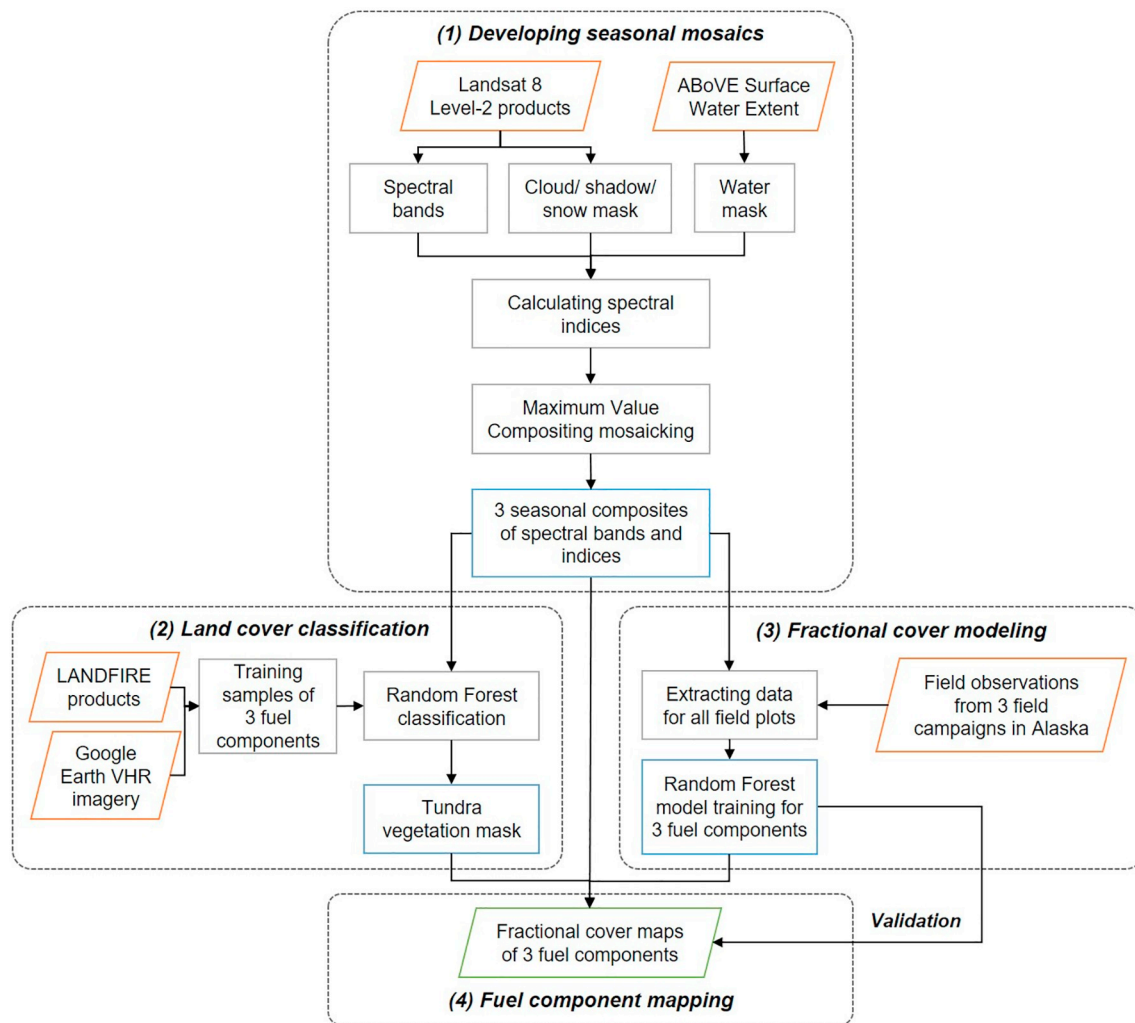 (1) Developing seasonal mosaics
Landsat 8
Level-2 products
ABoVE Surface
Water Extent
Spectral
bands
Cloud/ shadow/
snow mask
Water
mask
Calculating spectral
indices
Maximum Value
Compositing mosaicking
3 seasonal composites
of spectral bands and
indices
(2) Land cover classification
LANDFIRE
products
Google
Earth VHR
imagery
Training
samples of
3 fuel
components
Random Forest
classification
Tundra
vegetation mask
(3) Fractional cover modeling
Extracting data
for all field plots
Field observations
from 3 field
campaigns in Alaska
Random Forest
model training for
3 fuel components
Validation
Fractional cover maps
of 3 fuel components
(4) Fuel component mapping